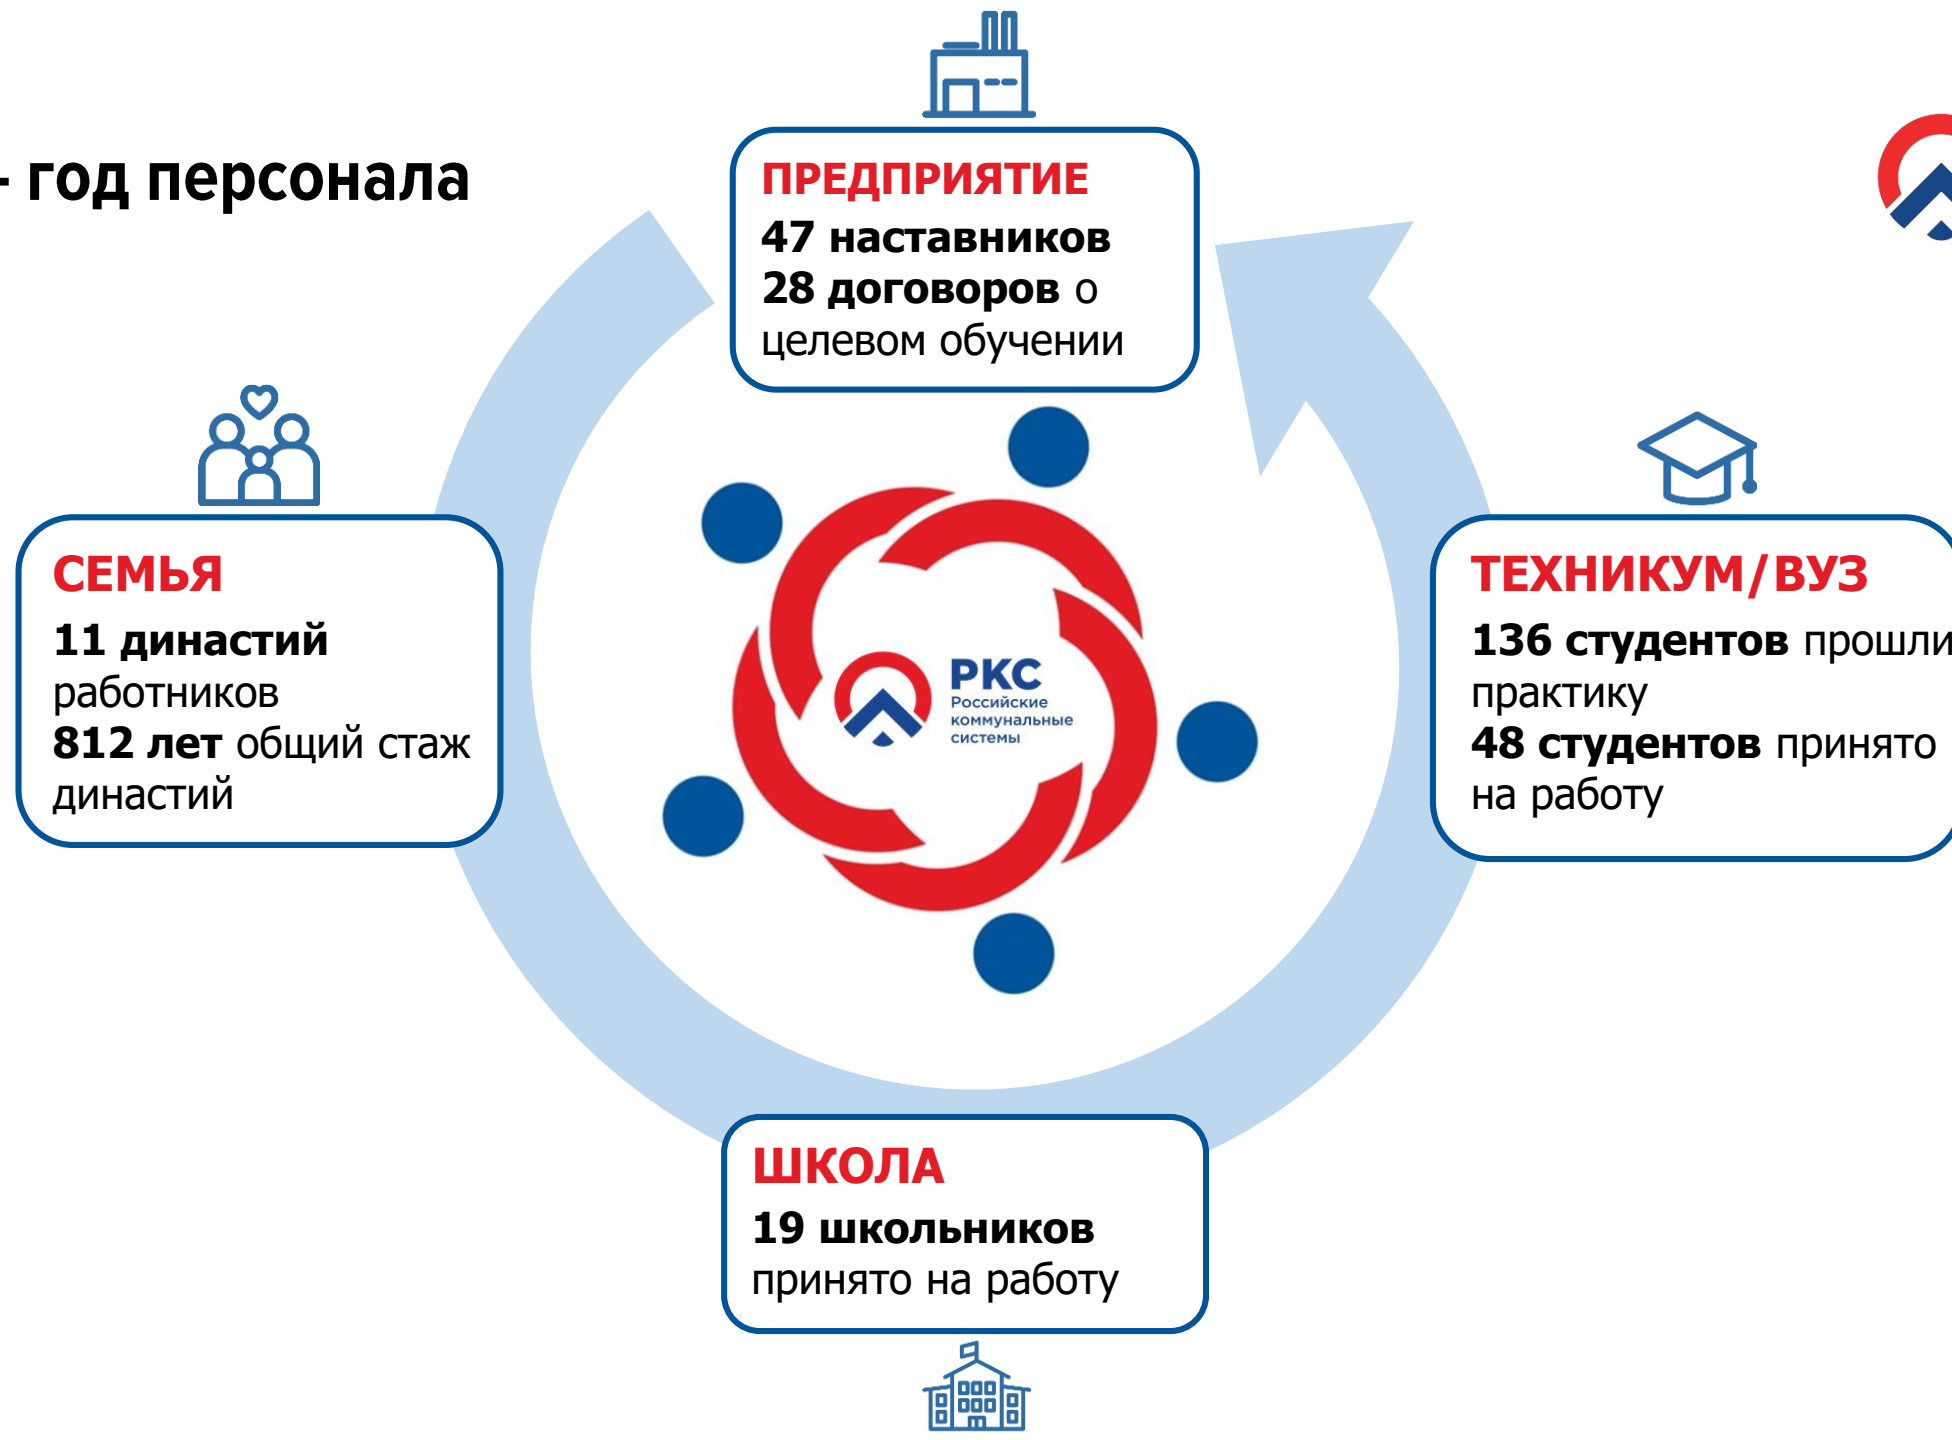 - год персонала
ПРЕДПРИЯТИЕ
47 наставников
28 договоров о
целевом обучении
СЕМЬЯ
11 династий
работников
812 лет общий стаж
династий
РКС
Российские
коммунальные
системы
ТЕХНИКУМ/ВУЗ
136 студентов прошли
практику
48 студентов принято
на работу
ШКОЛА
19 школьников
принято на работу